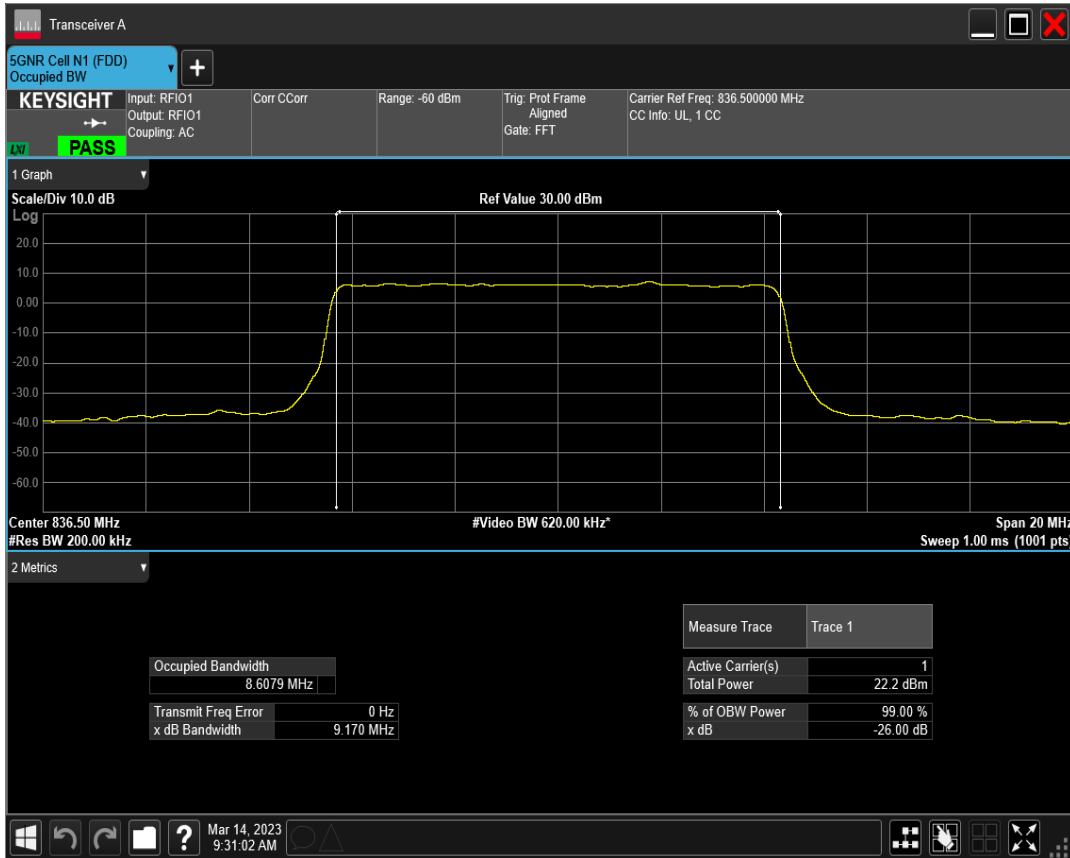 Transceiver A
5GNR Cell N1 (FDD)
Occupied BW
+
KEYSIGHT
LXI
PASS
Input: RFIO1
Output: RFIO1
Coupling: AC
Corr CCorr
Range: -60 dBm
Trig: Prot Frame
Aligned
Gate: FFT
Carrier Ref Freq: 836.500000 MHz
CC Info: UL, 1 CC
1 Graph
Scale/Div 10.0 dB
Ref Value 30.00 dBm
Log
20.0
10.0
0.00
-10.0
-20.0
-30.0
-40.0
-50.0
-60.0
Center 836.50 MHz
#Video BW 620.00 kHz*
Span 20 MHz
#Res BW 200.00 kHz
Sweep 1.00 ms (1001 pts)
2 Metrics
Measure Trace Trace 1
Occupied Bandwidth
8.6079 MHz
Active Carrier(s) 1
Total Power 22.2 dBm
Transmit Freq Error 0 Hz
x dB Bandwidth 9.170 MHz
% of OBW Power 99.00 %
x dB -26.00 dB
?
Mar 14, 2023
9:31:02 AM